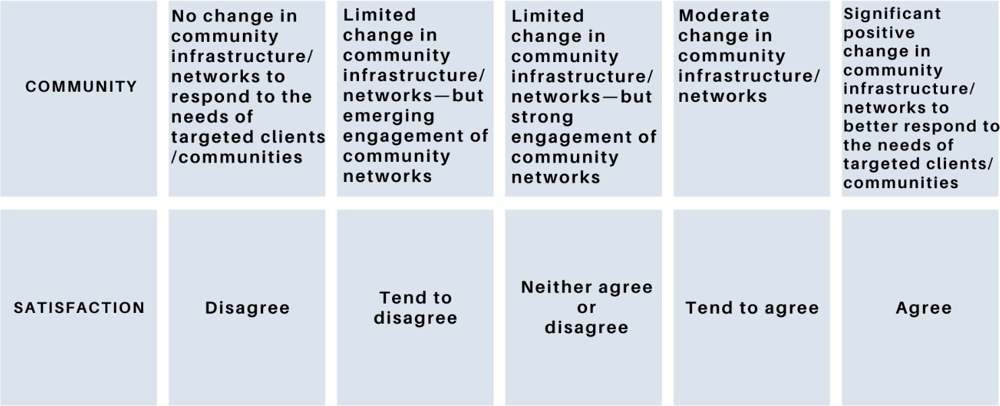 COMMUNITY
No change in
community
infrastructure/
networks to
respond to the
needs of
targeted clients
/communities
Limited
change in
community
infrastructure/
networks—but
emerging
engagement of
community
networks
Limited
change in
community
infrastructure/
networks—but
strong
engagement of
community
networks
Moderate
change in
community
infrastructure/
networks
Significant
positive
change in
community
infrastructure/
networks to
better respond to
the needs of
targeted clients/
communities
SATISFACTION
Disagree
Tend to
disagree
Neither agree
or
disagree
Tend to agree
Agree